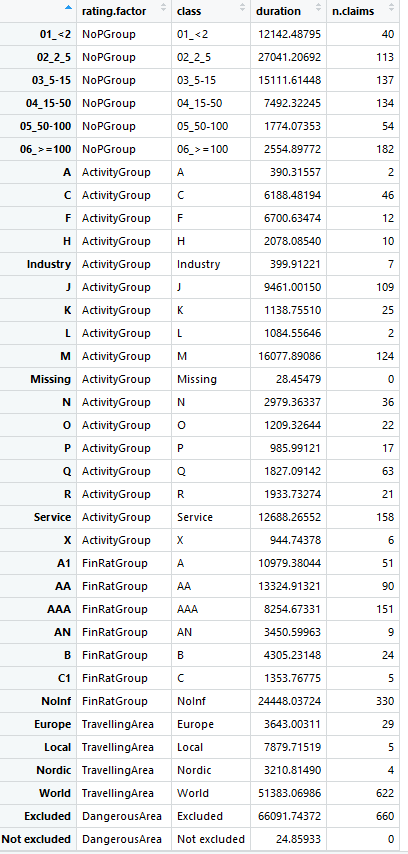 rating.factor class duration n.claims
01_<2 NoPGroup 01_<2 12142.48795 40
02_2_5 NoPGroup 02_2_5 27041.20692 113
03_5-15 NoPGroup 03_5-15 15111.61448 137
04_15-50 NoPGroup 04_15-50 7492.32245 134
05_50-100 NoPGroup 05_50-100 1774.07353 54
06_>=100 NoPGroup 06_>=100 2554.89772 182
A ActivityGroup A 390.31557 2
C ActivityGroup C 6188.48194 46
F ActivityGroup F 6700.63474 12
H ActivityGroup H 2078.08540 10
Industry ActivityGroup Industry 399.91221 7
J ActivityGroup J 9461.00150 109
K ActivityGroup K 1138.75510 25
L ActivityGroup L 1084.55646 2
M ActivityGroup M 16077.89086 124
Missing ActivityGroup Missing 28.45479 0
N ActivityGroup N 2979.36337 36
O ActivityGroup O 1209.32644 22
P ActivityGroup P 985.99121 17
Q ActivityGroup Q 1827.09142 63
R ActivityGroup R 1933.73274 21
Service ActivityGroup Service 12688.26552 158
X ActivityGroup X 944.74378 6
A1 FinRatGroup A 10979.38044 51
AA FinRatGroup AA 13324.91321 90
AAA FinRatGroup AAA 8254.67331 151
AN FinRatGroup AN 3450.59963 9
B FinRatGroup B 4305.23148 24
C1 FinRatGroup C 1353.76775 5
NoInf FinRatGroup NoInf 24448.03724 330
Europe TravellingArea Europe 3643.00311 29
Local TravellingArea Local 7879.71519 5
Nordic TravellingArea Nordic 3210.81490 4
World TravellingArea World 51383.06986 622
Excluded DangerousArea Excluded 66091.74372 660
Not excluded DangerousArea Not excluded 24.85933 0